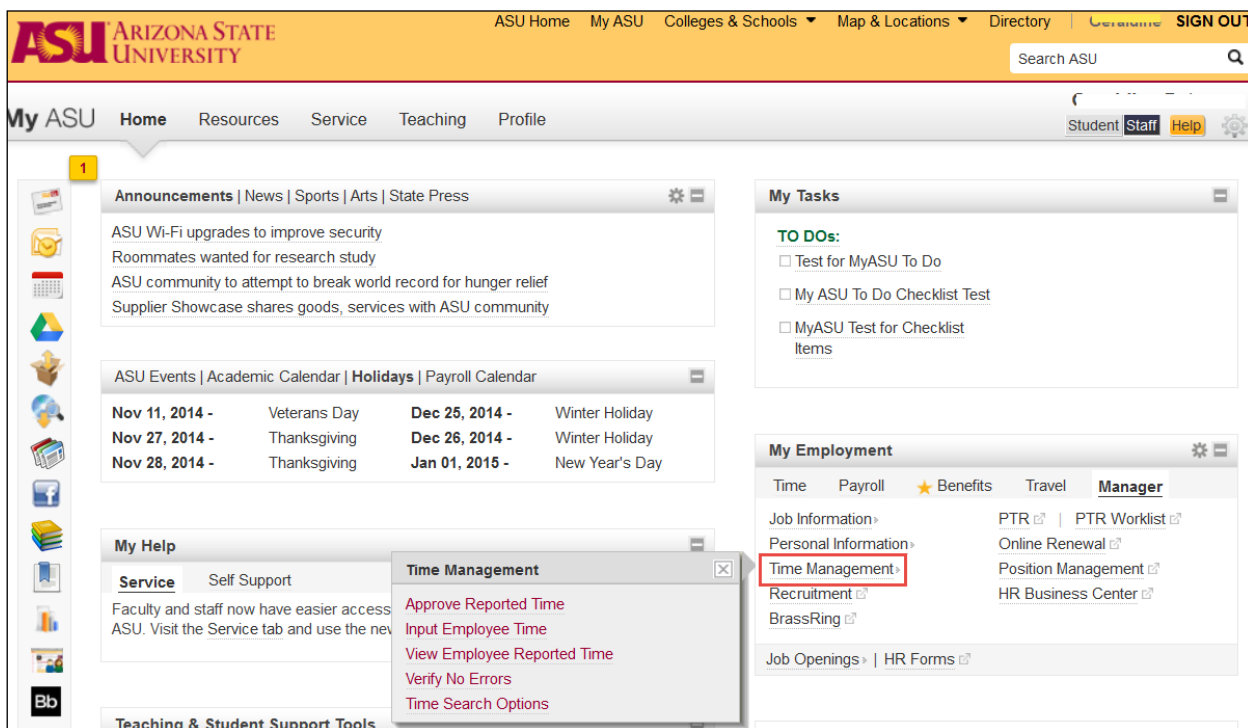 ASU Home My ASU Colleges & Schools Map & Locations Directory | SIGN OUT
ASU ARIZONA STATE UNIVERSITY
Search ASU
My ASU Home Resources Service Teaching Profile
Student Staff Help
1
Announcements | News | Sports | Arts | State Press
ASU Wi-Fi upgrades to improve security
Roommates wanted for research study
ASU community to attempt to break world record for hunger relief
Supplier Showcase shares goods, services with ASU community
My Tasks
TO DOs:
Test for MyASU To Do
My ASU To Do Checklist Test
MyASU Test for Checklist
Items
ASU Events | Academic Calendar | Holidays | Payroll Calendar
Nov 11, 2014 - Veterans Day Dec 25, 2014 - Winter Holiday
Nov 27, 2014 - Thanksgiving Dec 26, 2014 - Winter Holiday
Nov 28, 2014 - Thanksgiving Jan 01, 2015 - New Year's Day
My Employment
Time Payroll Benefits Travel Manager
Job Information PTR | PTR Worklist
Personal Information Online Renewal
Time Management Position Management
Recruitment HR Business Center
BrassRing
Job Openings | HR Forms
My Help
Service Self Support
Faculty and staff now have easier access
ASU. Visit the Service tab and use the new
Time Management
Approve Reported Time
Input Employee Time
View Employee Reported Time
Verify No Errors
Time Search Options
Bb
Teaching & Student Support Tools